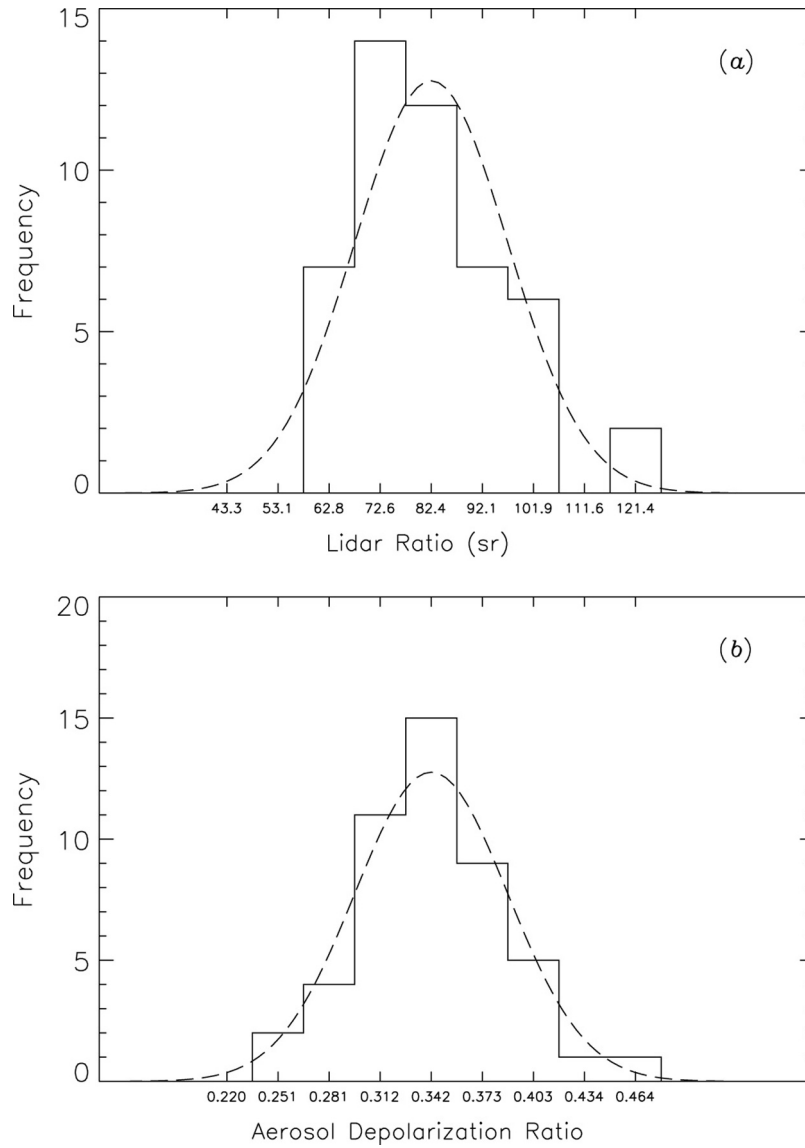 15
(a)
10
Frequency
5
0
43.3 53.1 62.8 72.6 82.4 92.1 101.9 111.6 121.4
Lidar Ratio (sr)
20
(b)
15
10
Frequency
5
0
0.220 0.251 0.281 0.312 0.342 0.373 0.403 0.434 0.464
Aerosol Depolarization Ratio